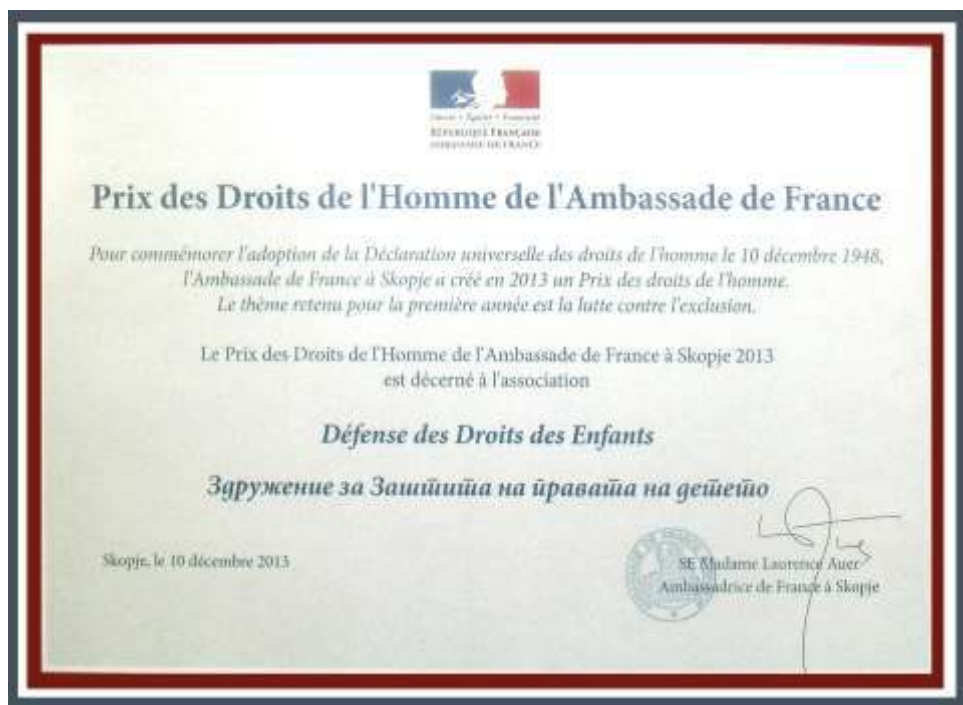 Liberté • Égalité • Fraternité
RÉPUBLIQUE FRANÇAISE
AMBASSADE DE FRANCE
Prix des Droits de l'Homme de l'Ambassade de France
Pour commémorer l'adoption de la Déclaration universelle des droits de l'homme le 10 décembre 1948,
l'Ambassade de France à Skopje a créé en 2013 un Prix des droits de l'homme.
Le thème retenu pour la première année est la lutte contre l'exclusion.
Le Prix des Droits de l'Homme de l'Ambassade de France à Skopje 2013
est décerné à l'association
Défense des Droits des Enfants
Здружение за Заштита на правата на детето
Skopje, le 10 décembre 2013
SE Madame Laurence Auer
Ambassadrice de France à Skopje